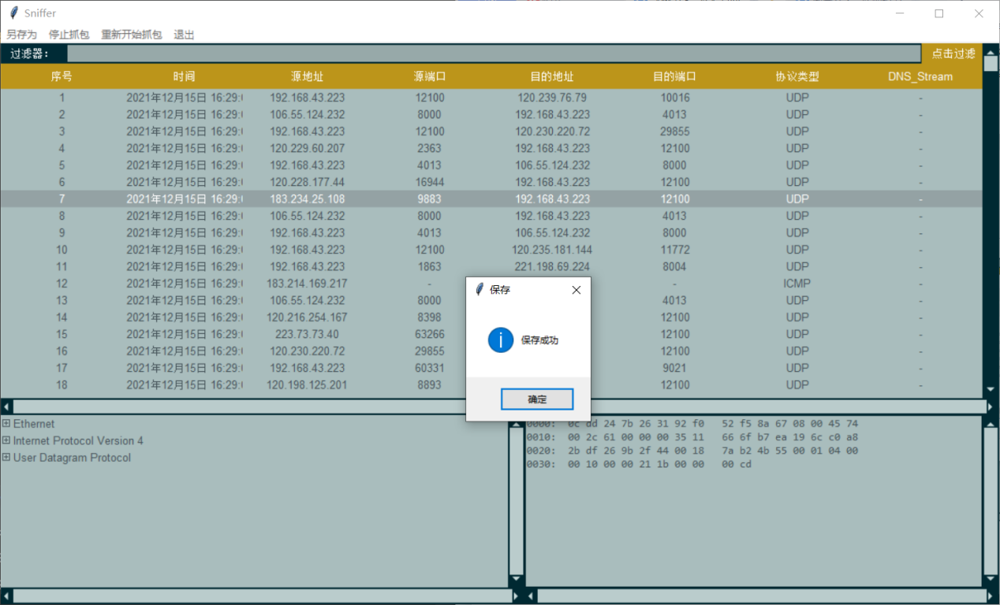 Sniffer
另存为 停止抓包 重新开始抓包 退出
过滤器： 点击过滤
序号 时间 源地址 源端口 目的地址 目的端口 协议类型 DNS_Stream
1 2021年12月15日 16:29: 192.168.43.223 12100 120.239.76.79 10016 UDP -
2 2021年12月15日 16:29: 106.55.124.232 8000 192.168.43.223 4013 UDP -
3 2021年12月15日 16:29: 192.168.43.223 12100 120.230.220.72 29855 UDP -
4 2021年12月15日 16:29: 120.229.60.207 2363 192.168.43.223 12100 UDP -
5 2021年12月15日 16:29: 192.168.43.223 4013 106.55.124.232 8000 UDP -
6 2021年12月15日 16:29: 120.228.177.44 16944 192.168.43.223 12100 UDP -
7 2021年12月15日 16:29: 183.234.25.108 9883 192.168.43.223 12100 UDP -
8 2021年12月15日 16:29: 106.55.124.232 8000 192.168.43.223 4013 UDP -
9 2021年12月15日 16:29: 192.168.43.223 4013 106.55.124.232 8000 UDP -
10 2021年12月15日 16:29: 192.168.43.223 12100 120.235.181.144 11772 UDP -
11 2021年12月15日 16:29: 192.168.43.223 1863 221.198.69.224 8004 UDP -
12 2021年12月15日 16:29: 183.214.169.217 - - ICMP -
13 2021年12月15日 16:29: 106.55.124.232 8000 4013 UDP -
14 2021年12月15日 16:29: 120.216.254.167 8398 12100 UDP -
15 2021年12月15日 16:29: 223.73.73.40 63266 12100 UDP -
16 2021年12月15日 16:29: 120.230.220.72 29855 12100 UDP -
17 2021年12月15日 16:29: 192.168.43.223 60331 9021 UDP -
18 2021年12月15日 16:29: 120.198.125.201 8893 12100 UDP -
保存
保存成功
确定
Ethernet
Internet Protocol Version 4
User Datagram Protocol
0000: 0c dd 24 7b 26 31 92 f0 52 f5 8a 67 08 00 45 74
0010: 00 2c 61 00 00 00 35 11 66 6f b7 ea 19 6c c0 a8
0020: 2b df 26 9b 2f 44 00 18 7a b2 4b 55 00 01 04 00
0030: 00 10 00 00 21 1b 00 00 00 cd